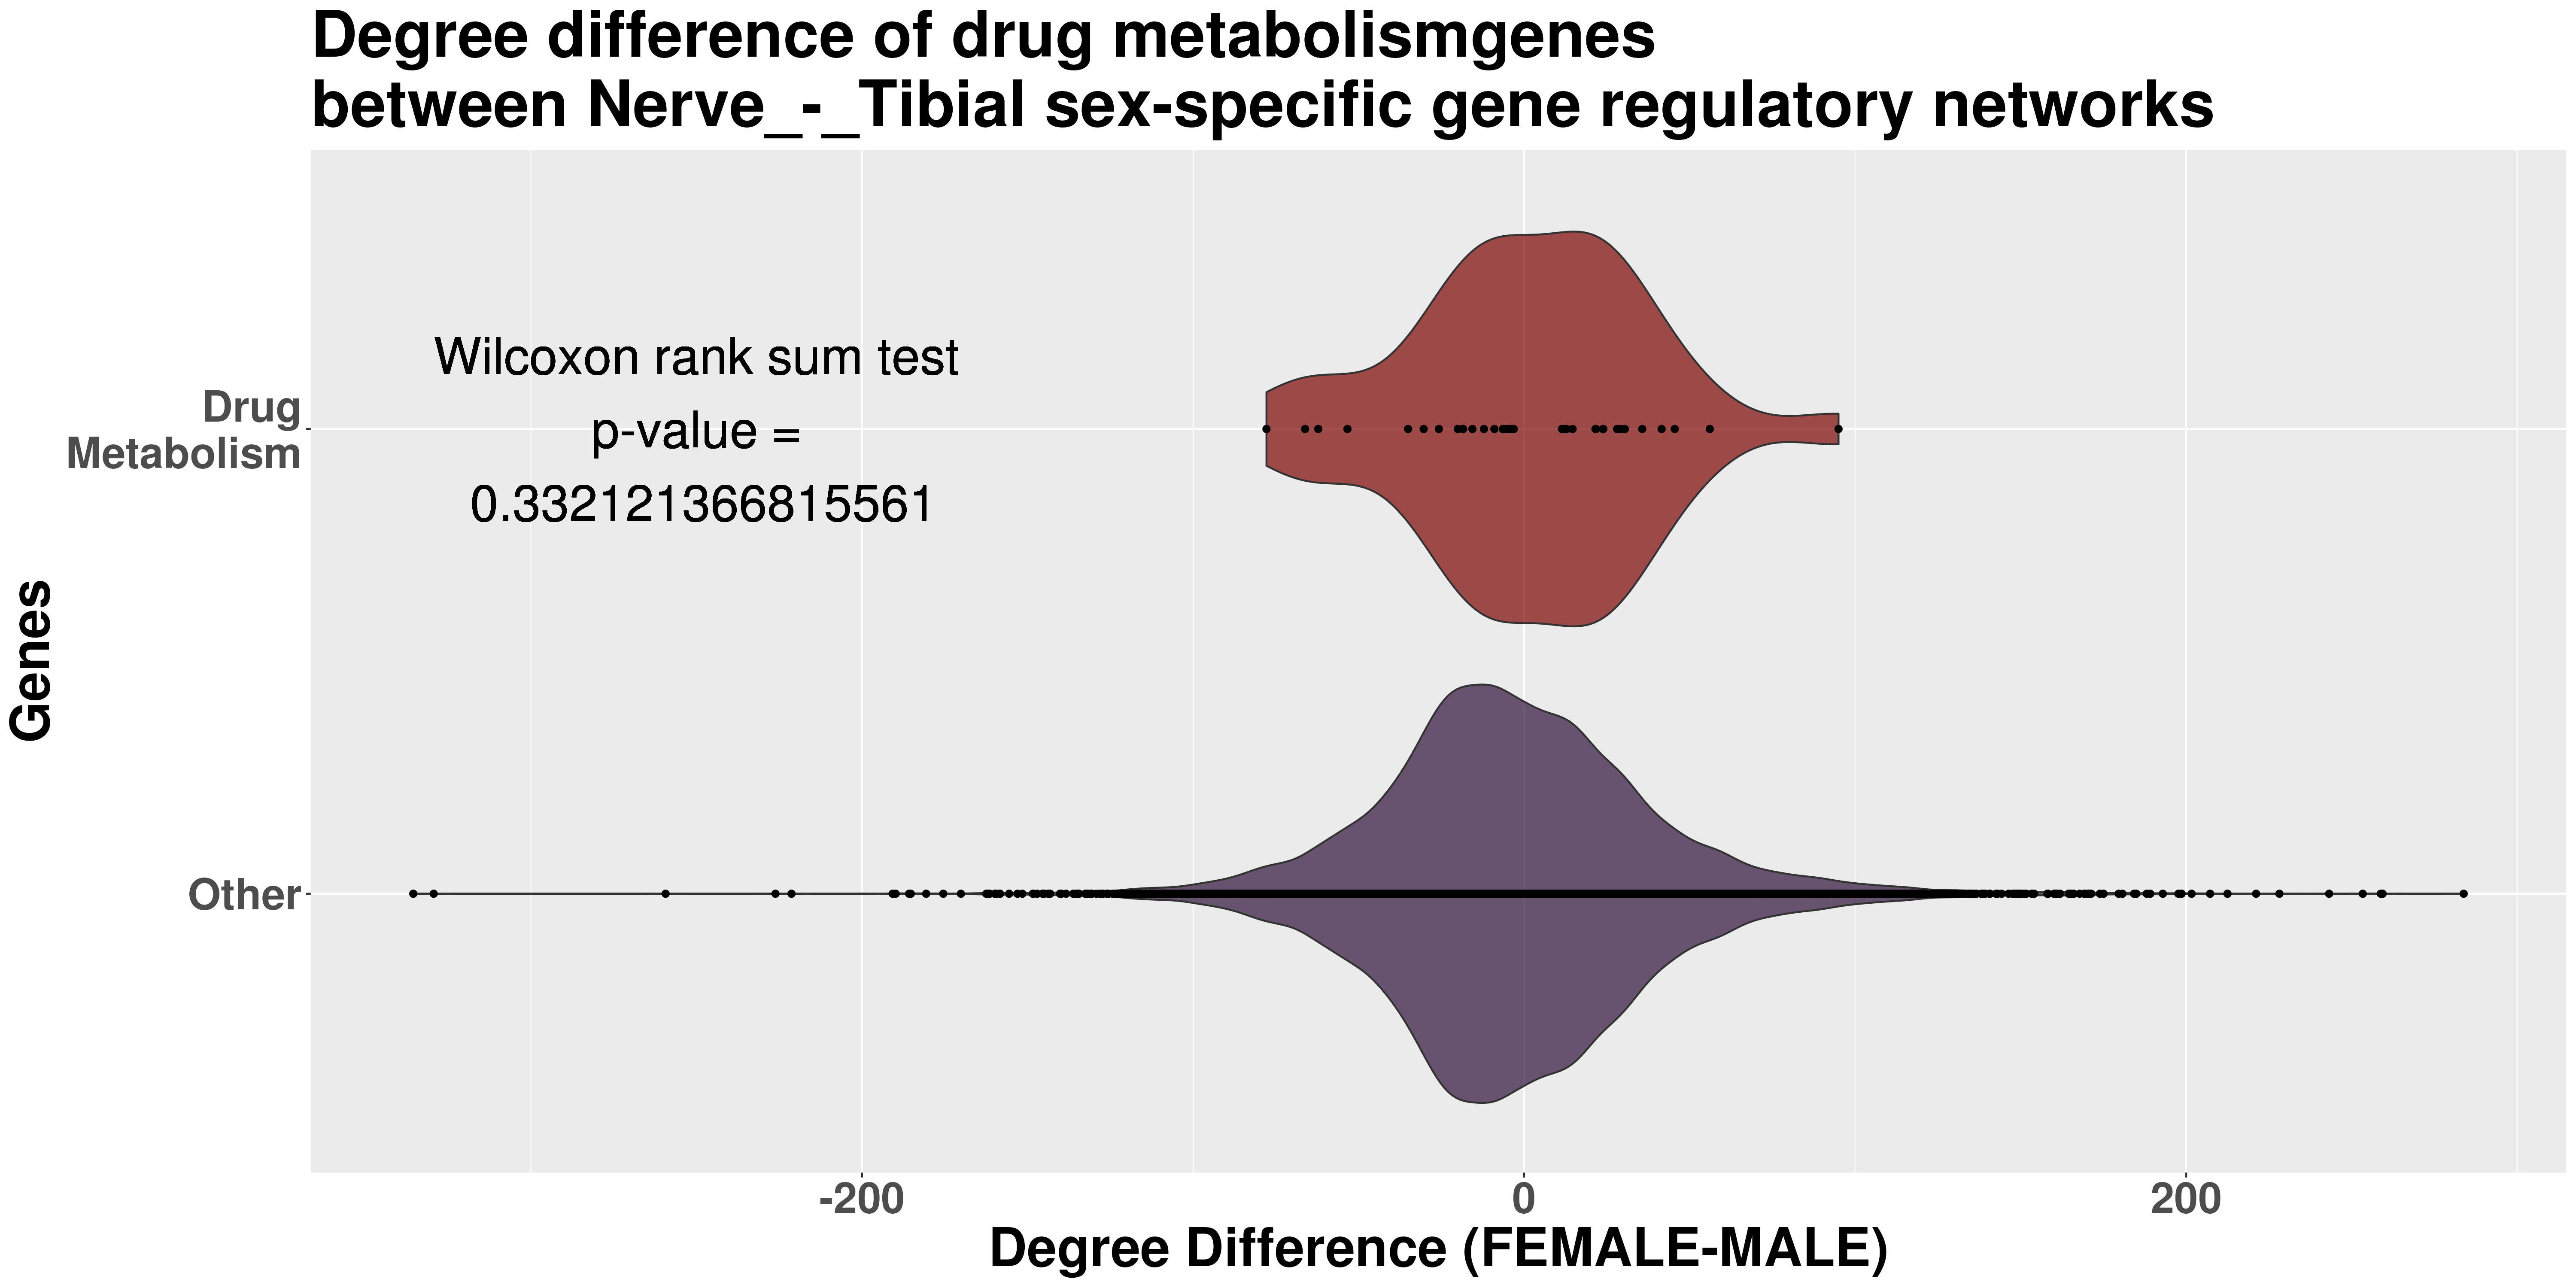 Degree difference of drug metabolismgenes
between Nerve_-_Tibial sex-specific gene regulatory networks
Wilcoxon rank sum test
p-value =
0.332121366815561
Drug
Metabolism
Other
Genes
-200
0
200
Degree Difference (FEMALE-MALE)